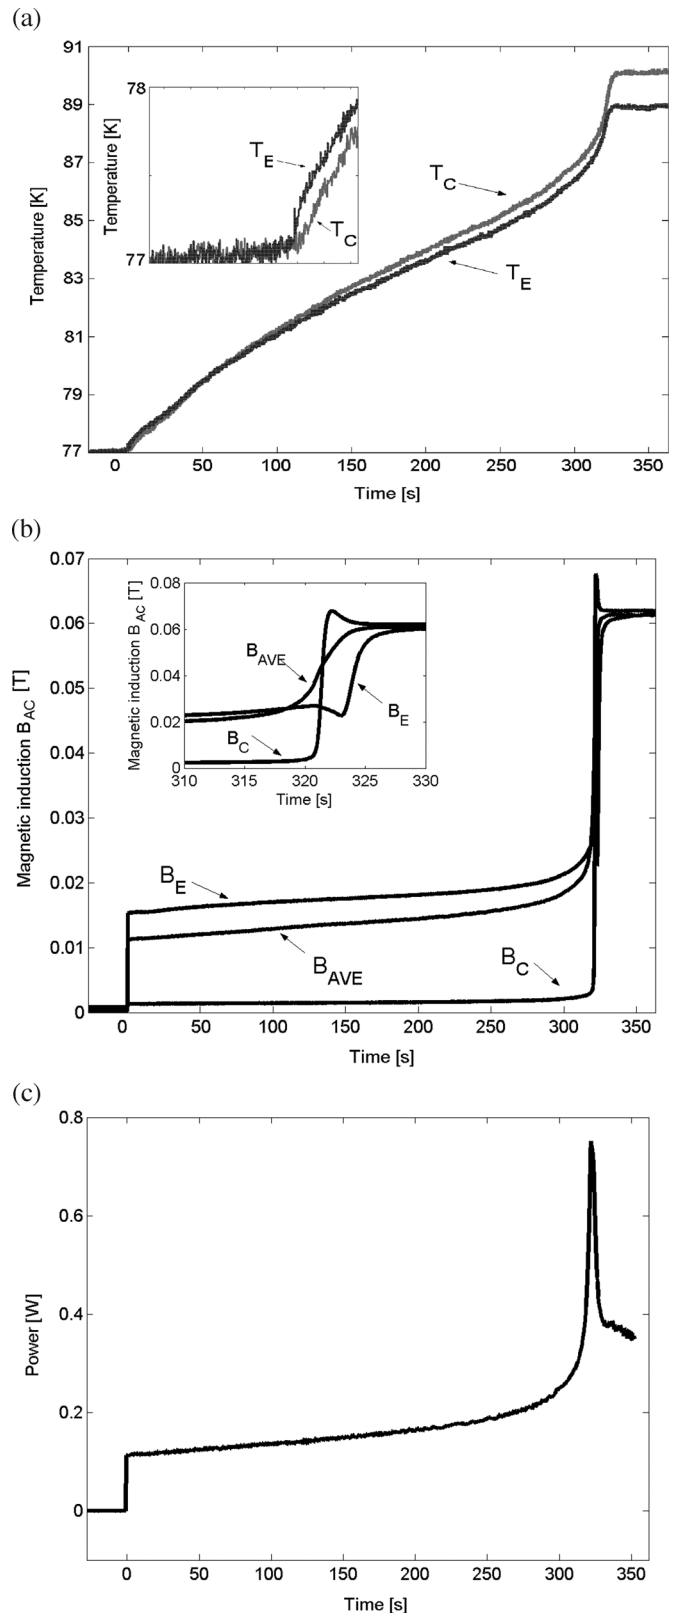 (a)
91
89
87
85
83
81
79
77
Temperature [K]
78
77
Temperature [K]
T_E
T_C
T_C
T_E
0 50 100 150 200 250 300 350
Time [s]
(b)
0.07
0.06
0.05
0.04
0.03
0.02
0.01
0
Magnetic induction B_AC [T]
0.08
0.06
0.04
0.02
0
Magnetic induction B_AC [T]
B_AVE
B_E
B_C
310 315 320 325 330
Time [s]
B_E
B_AVE
B_C
0 50 100 150 200 250 300 350
Time [s]
(c)
0.8
0.6
0.4
0.2
0
Power [W]
0 50 100 150 200 250 300 350
Time [s]